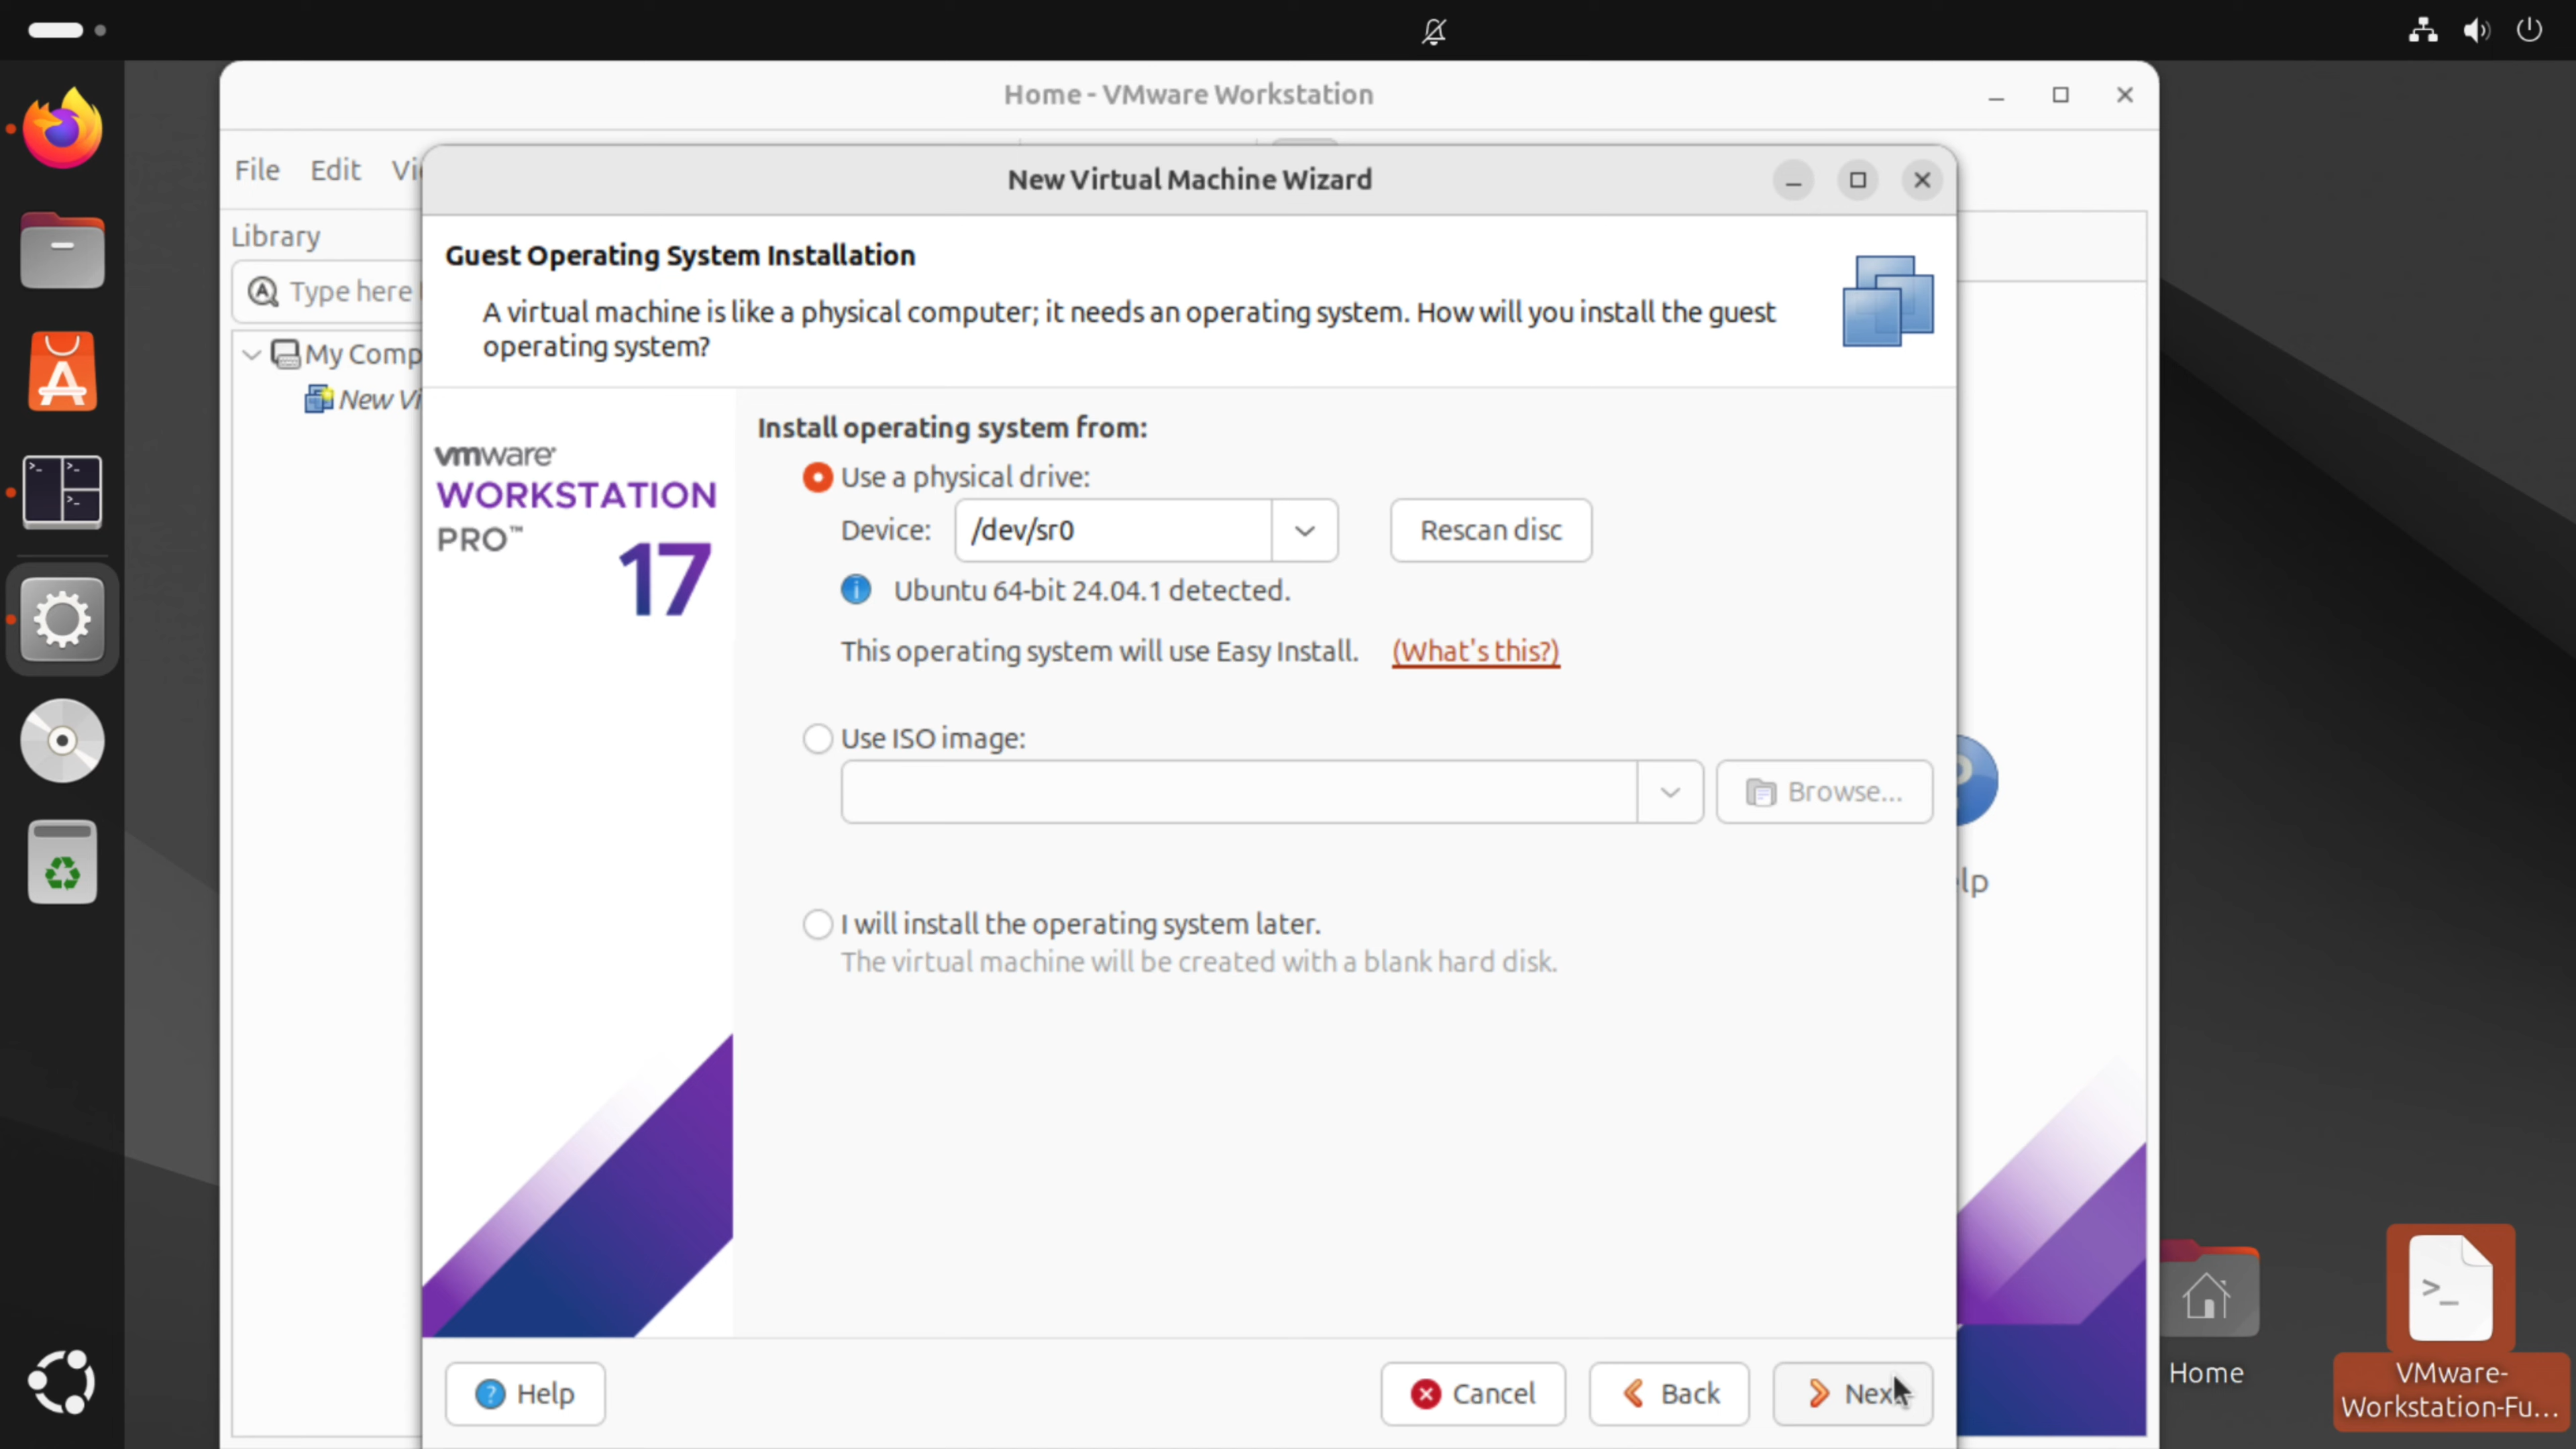 Home - VMware Workstation
File Edit
Library
Type here
My Comp
New Vi
New Virtual Machine Wizard
Guest Operating System Installation
A virtual machine is like a physical computer; it needs an operating system. How will you install the guest
operating system?
vmware®
WORKSTATION
PRO™
17
Install operating system from:
Use a physical drive:
Device: /dev/sr0 Rescan disc
Ubuntu 64-bit 24.04.1 detected.
This operating system will use Easy Install. (What's this?)
Use ISO image:
Browse...
I will install the operating system later.
The virtual machine will be created with a blank hard disk.
Help Cancel Back Next
lp
Home
VMware-
Workstation-Fu...